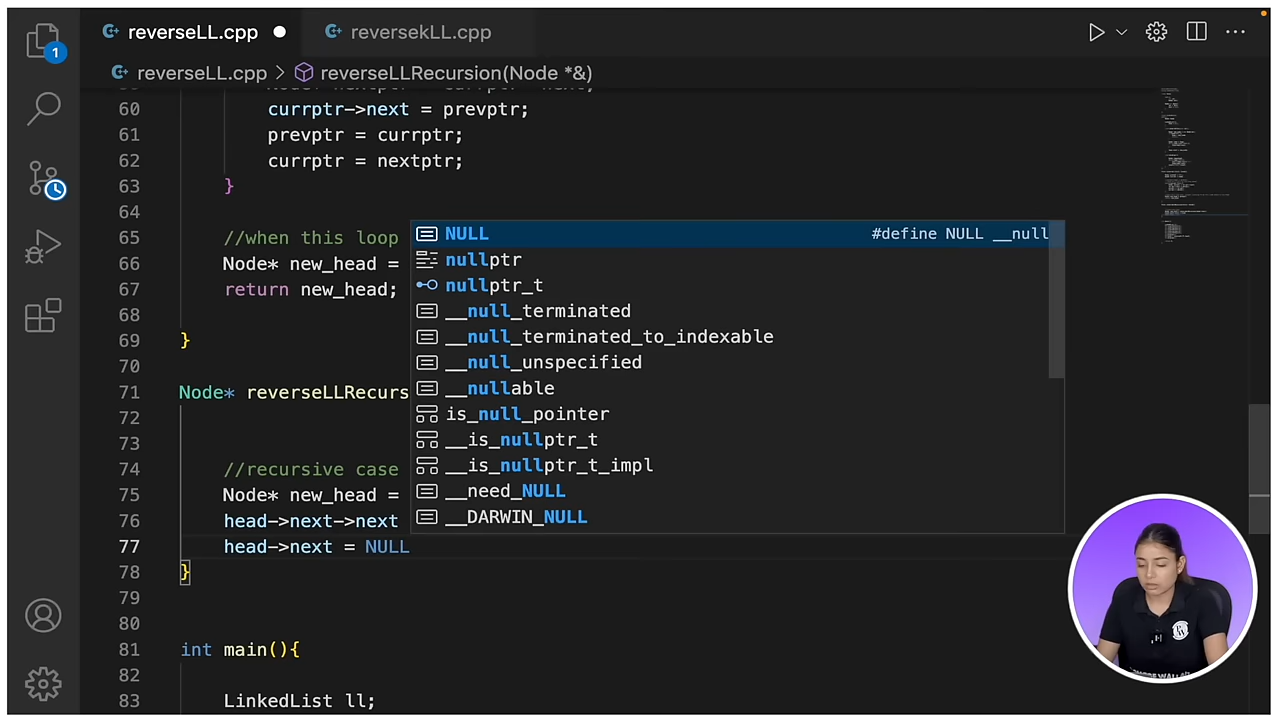 1
reverseLL.cpp
reversekLL.cpp
reverseLL.cpp > reverseLLRecursion(Node *&)
60 currptr->next = prevptr;
61 prevptr = currptr;
62 currptr = nextptr;
63 }
64
65 //when this loop
66 Node* new_head =
67 return new_head;
68
69 }
70
71 Node* reverseLLRecurs
72
73
74 //recursive case
75 Node* new_head =
76 head->next->next
77 head->next = NULL
78 }
79
80
81 int main(){
82
83 LinkedList ll;
NULL #define NULL __null
nullptr
nullptr_t
__null_terminated
__null_terminated_to_indexable
__null_unspecified
__nullable
is_null_pointer
__is_nullptr_t
__is_nullptr_t_impl
__need_NULL
__DARWIN_NULL